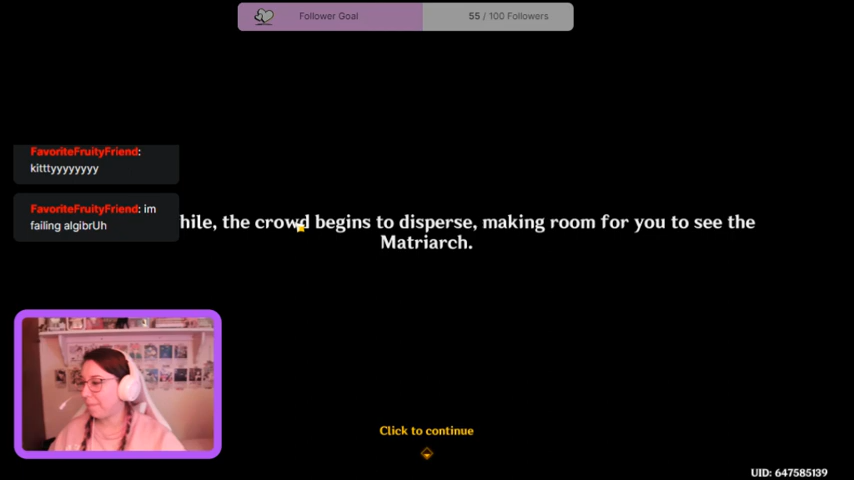 Follower Goal
55 / 100 Followers
FavoriteFruityFriend:
kitttyyyyyyyy
FavoriteFruityFriend: im
failing algibrUh
hile, the crowd begins to disperse, making room for you to see the
Matriarch.
Click to continue
UID: 647585139